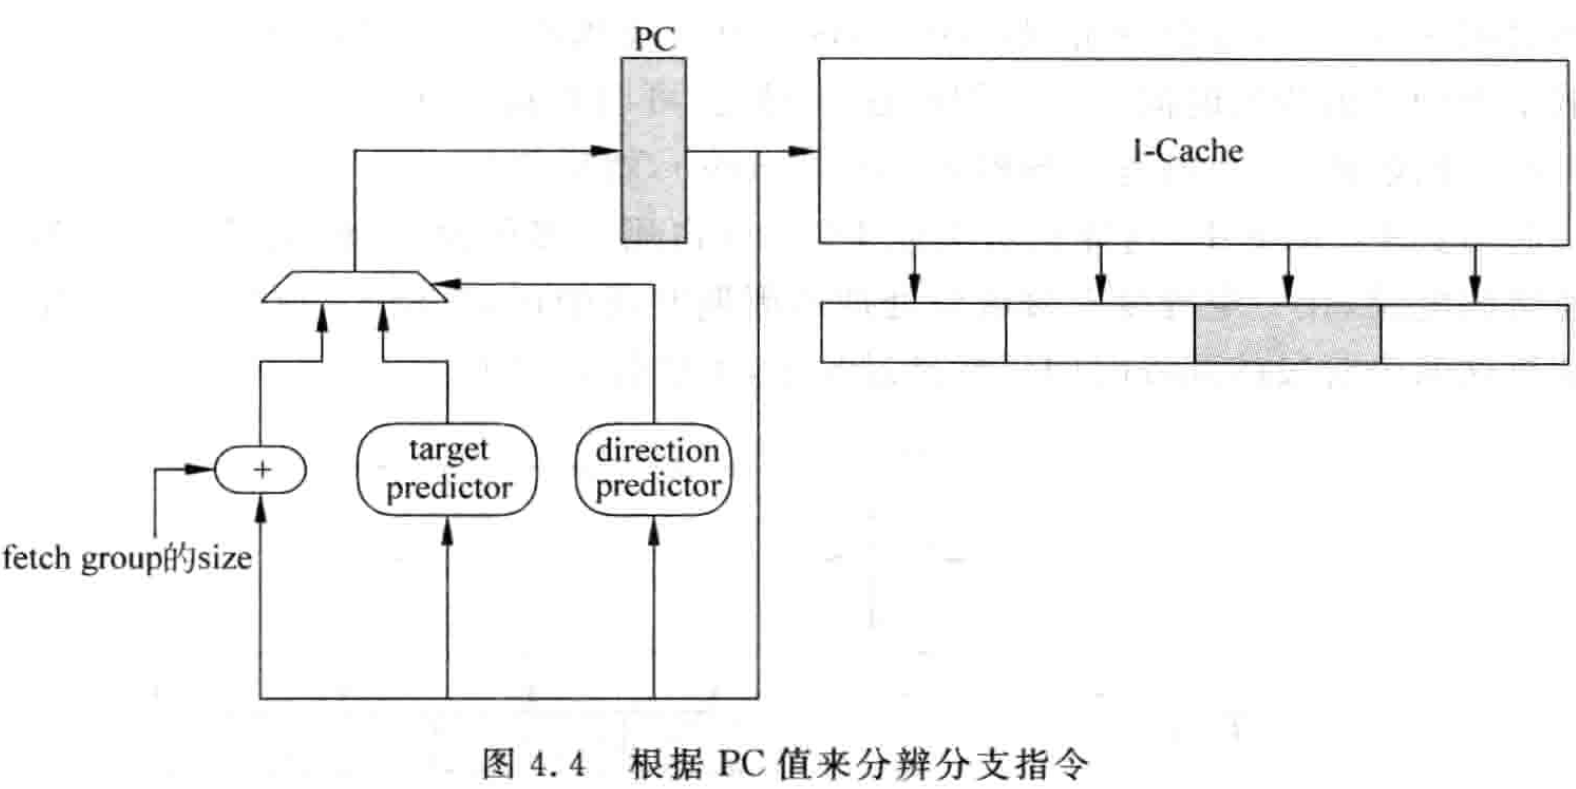 PC
I-Cache
target
predictor
direction
predictor
+
fetch group的size
图 4.4 根据 PC 值来分辨分支指令